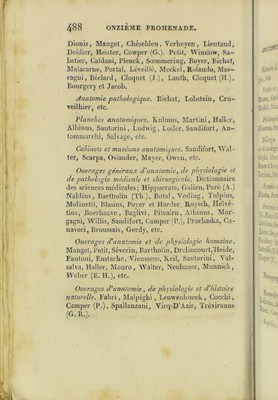 488 ONZIÈME PROMENADE.
Dionis, Manget, Chéselden, Verheyen, Lieutaud,
Deidier, Heister, Cowper (G.), Petit, Winslow, Sa-
batier, Caldani, Plenck, Sœmmering, Boyer, Bichat,
Malacarne, Portal, Léveillé, Meckel, Rolando, Mas-
cagni, Béclard, Cloquet (J.), Lauth, Cloquet (H.),
Bourgery et Jacob.
Anatomie pathologique. Bichat, Lobstein, Cru-
veilhier, etc.
Planches anatomiques. Kulmus, Martini, Haller,
Albinus, Santorini, Ludwig, Loder, Sandifort, An-
tommarchi, Salvage, etc.
Cabinets et muséums anatomiques. Sandifort, Wal-
ter, Scarpa, Osiander, Mayer, Owen, etc.
Ouvrages généraux d'anatomie, de physiologie et
de pathologie médicale et chirurgicale. Dictionnaire
des sciences médicales; Hippocrate, Galien, Paré (A.)
Naldius, Bartholin (Th.), Botal, Vesling, Tulpius,
Molinetti, Blasius, Peyer et Harder, Ruysch, Hervé-
tius, Boerhaave, Baglivi, Pitcairn, Albinus, Mor-
gagni, Willis, Sandifort, Camper (P.), Prochaska, Ca-
naveri, Broussais, Gerdy, etc.
Ouvrages d'anatomie et de physiologie humaine.
Manget, Petit, Séverin, Bartholin, Drelincourt, Heide,
Fantoni, Eustache, Vieussens, Keil, Santorini, Val-
salva, Haller, Monro, Walter, Neubauer, Munnick,
Weber (E. H.), etc.
Ouvrages d'anatomie, de physiologie et d'histoire
naturelle. Fabri, Malpighi, Leuwenhoeck, Cocchi,
Camper (P.), Spallanzani, Vicq-D'Azir, Tréviranus
(G. R.).